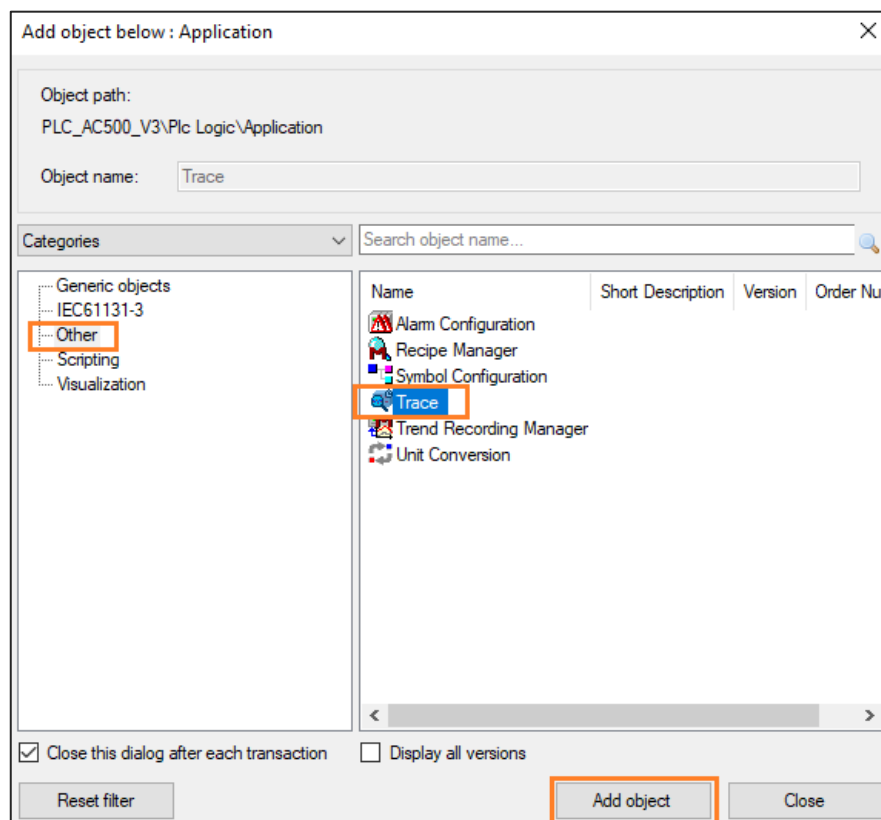 Add object below : Application
Object path:
PLC_AC500_V3\Plc Logic\Application
Object name: Trace
Categories
Search object name...
Generic objects
IEC61131-3
Other
Scripting
Visualization
Name Short Description Version Order Nu
Alarm Configuration
Recipe Manager
Symbol Configuration
Trace
Trend Recording Manager
Unit Conversion
Close this dialog after each transaction
Display all versions
Reset filter
Add object
Close